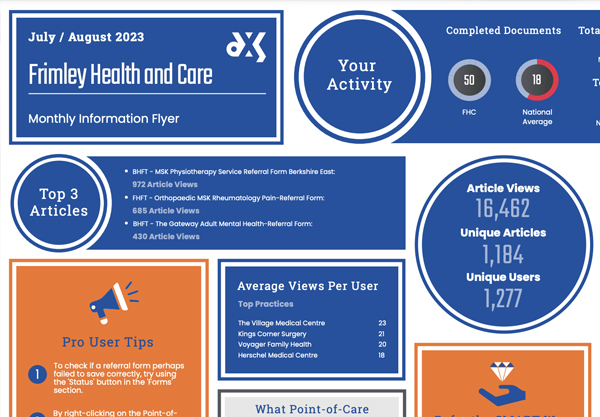 July / August 2023
DXS
Frimley Health and Care
Monthly Information Flyer
Your
Activity
Completed Documents
50
FHC
18
National
Average
Top 3
Articles
BHFT - MSK Physiotherapy Service Referral Form Berkshire East:
972 Article Views
FHFT - Orthopaedic MSK Rheumatology Pain-Referral Form:
685 Article Views
BHFT - The Gateway Adult Mental Health-Referral Form:
430 Article Views
Article Views
16,462
Unique Articles
1,184
Unique Users
1,277
Pro User Tips
1
To check if a referral form perhaps
failed to save correctly, try using
the 'Status' button in the 'Forms'
section.
By right-clicking on the Point-of-
Average Views Per User
Top Practices
The Village Medical Centre 23
Kings Corner Surgery 21
Voyager Family Health 20
Herschel Medical Centre 18
What Point-of-Care